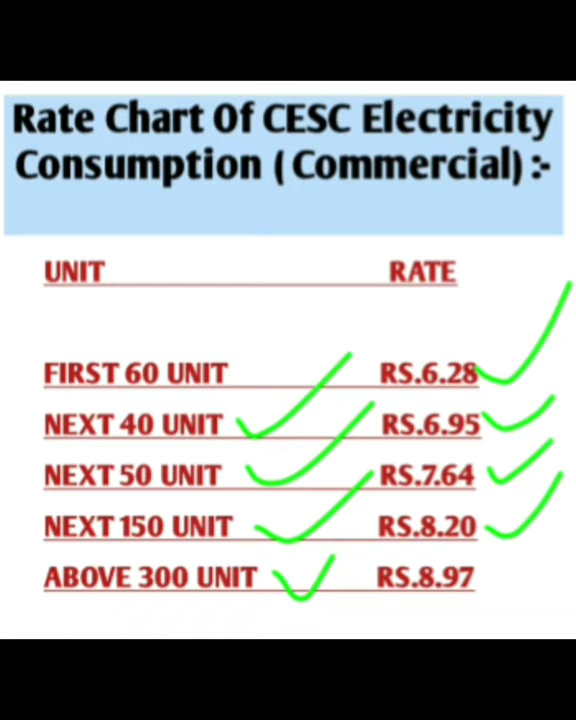 Rate Chart Of CESC Electricity
Consumption ( Commercial) :-
UNIT RATE
FIRST 60 UNIT RS.6.28
NEXT 40 UNIT RS.6.95
NEXT 50 UNIT RS.7.64
NEXT 150 UNIT RS.8.20
ABOVE 300 UNIT RS.8.97